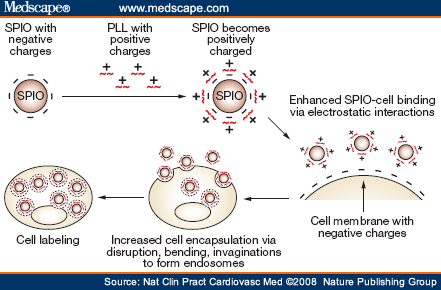 Medscape® www.medscape.com
SPIO with
negative
charges
PLL with
positive
charges
SPIO becomes
positively
charged
SPIO
SPIO
Enhanced SPIO-cell binding
via electrostatic interactions
Cell membrane with
negative charges
Cell labeling
Increased cell encapsulation via
disruption, bending, invaginations
to form endosomes
Source: Nat Clin Pract Cardiovasc Med ©2008 Nature Publishing Group